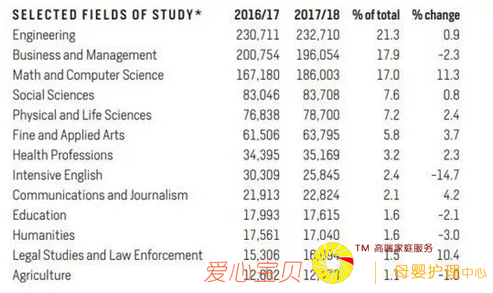 SELECTED FIELDS OF STUDY* 2016/17 2017/18 % of total % change
Engineering 230,711 232,710 21.3 0.9
Business and Management 200,754 196,054 17.9 -2.3
Math and Computer Science 167,180 186,003 17.0 11.3
Social Sciences 83,046 83,708 7.6 0.8
Physical and Life Sciences 76,838 78,700 7.2 2.4
Fine and Applied Arts 61,506 63,795 5.8 3.7
Health Professions 34,395 35,169 3.2 2.3
Intensive English 30,309 25,845 2.4 -14.7
Communications and Journalism 21,913 22,824 2.1 4.2
Education 17,993 17,615 1.6 -2.1
Humanities 17,561 17,040 1.6 -3.0
Legal Studies and Law Enforcement 15,306 1.5 10.4
Agriculture 12,602 1.1 -1.0
TM 高端家庭服务
爱心宝贝 母婴护理中心